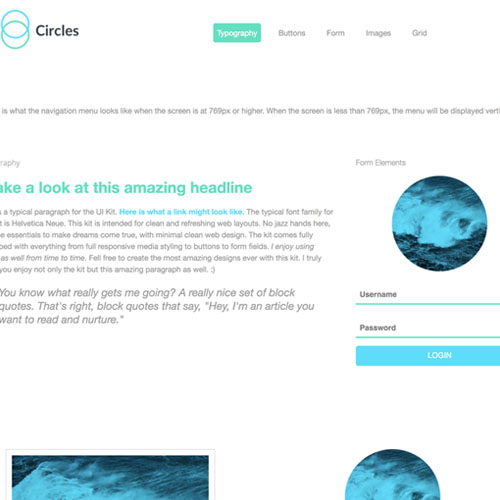 Circles
Typography Buttons Form Images Grid
is what the navigation menu looks like when the screen is at 769px or higher. When the screen is less than 769px, the menu will be displayed verti
graphy
Form Elements
ake a look at this amazing headline
s a typical paragraph for the UI Kit. Here is what a link might look like. The typical font family for
t is Helvetica Neue. This kit is intended for clean and refreshing web layouts. No jazz hands here,
he essentials to make dreams come true, with minimal clean web design. The kit comes fully
ped with everything from full responsive media styling to buttons to form fields. I enjoy using
as well from time to time. Fell free to create the most amazing designs ever with this kit. I truly
you enjoy not only the kit but this amazing paragraph as well. :)
You know what really gets me going? A really nice set of block
quotes. That's right, block quotes that say, "Hey, I'm an article you
want to read and nurture."
Username
Password
LOGIN